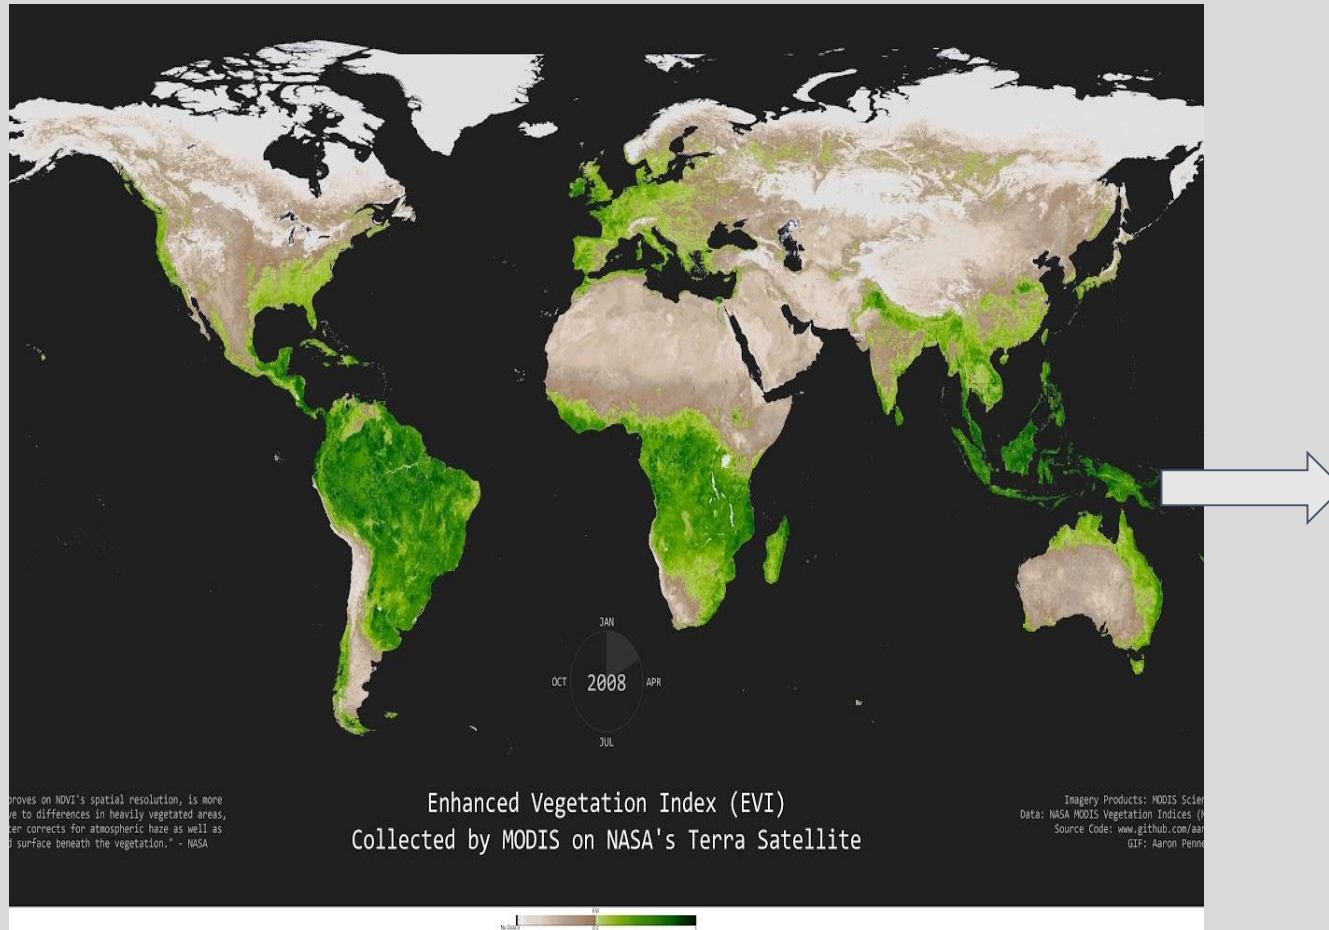 JAN
OCT
2008
APR
JUL
proves on NDVI's spatial resolution, is more
ve to differences in heavily vegetated areas,
ter corrects for atmospheric haze as well as
d surface beneath the vegetation." - NASA
Enhanced Vegetation Index (EVI)
Collected by MODIS on NASA's Terra Satellite
Imagery Products: MODIS Scien
Data: NASA MODIS Vegetation Indices (M
Source Code: www.github.com/aar
GIF: Aaron Penne
EVI